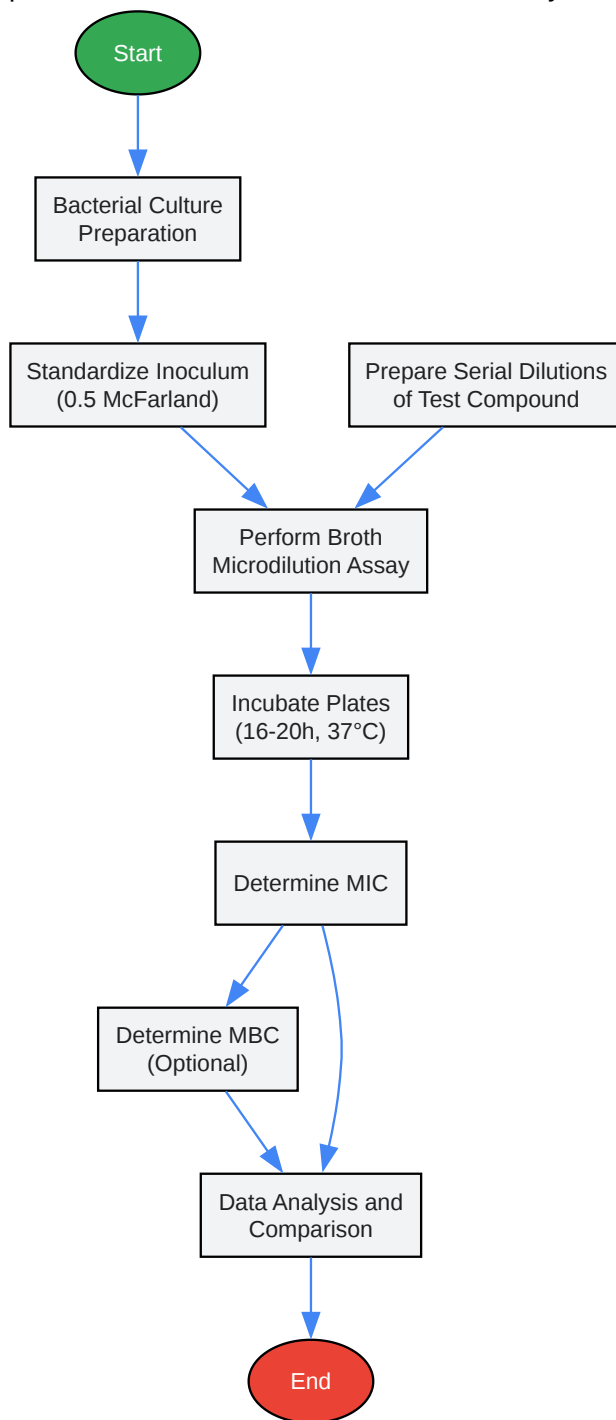 Start
Bacterial Culture
Preparation
Standardize Inoculum
(0.5 McFarland)
Prepare Serial Dilutions
of Test Compound
Perform Broth
Microdilution Assay
Incubate Plates
(16-20h, 37°C)
Determine MIC
Determine MBC
(Optional)
Data Analysis and
Comparison
End